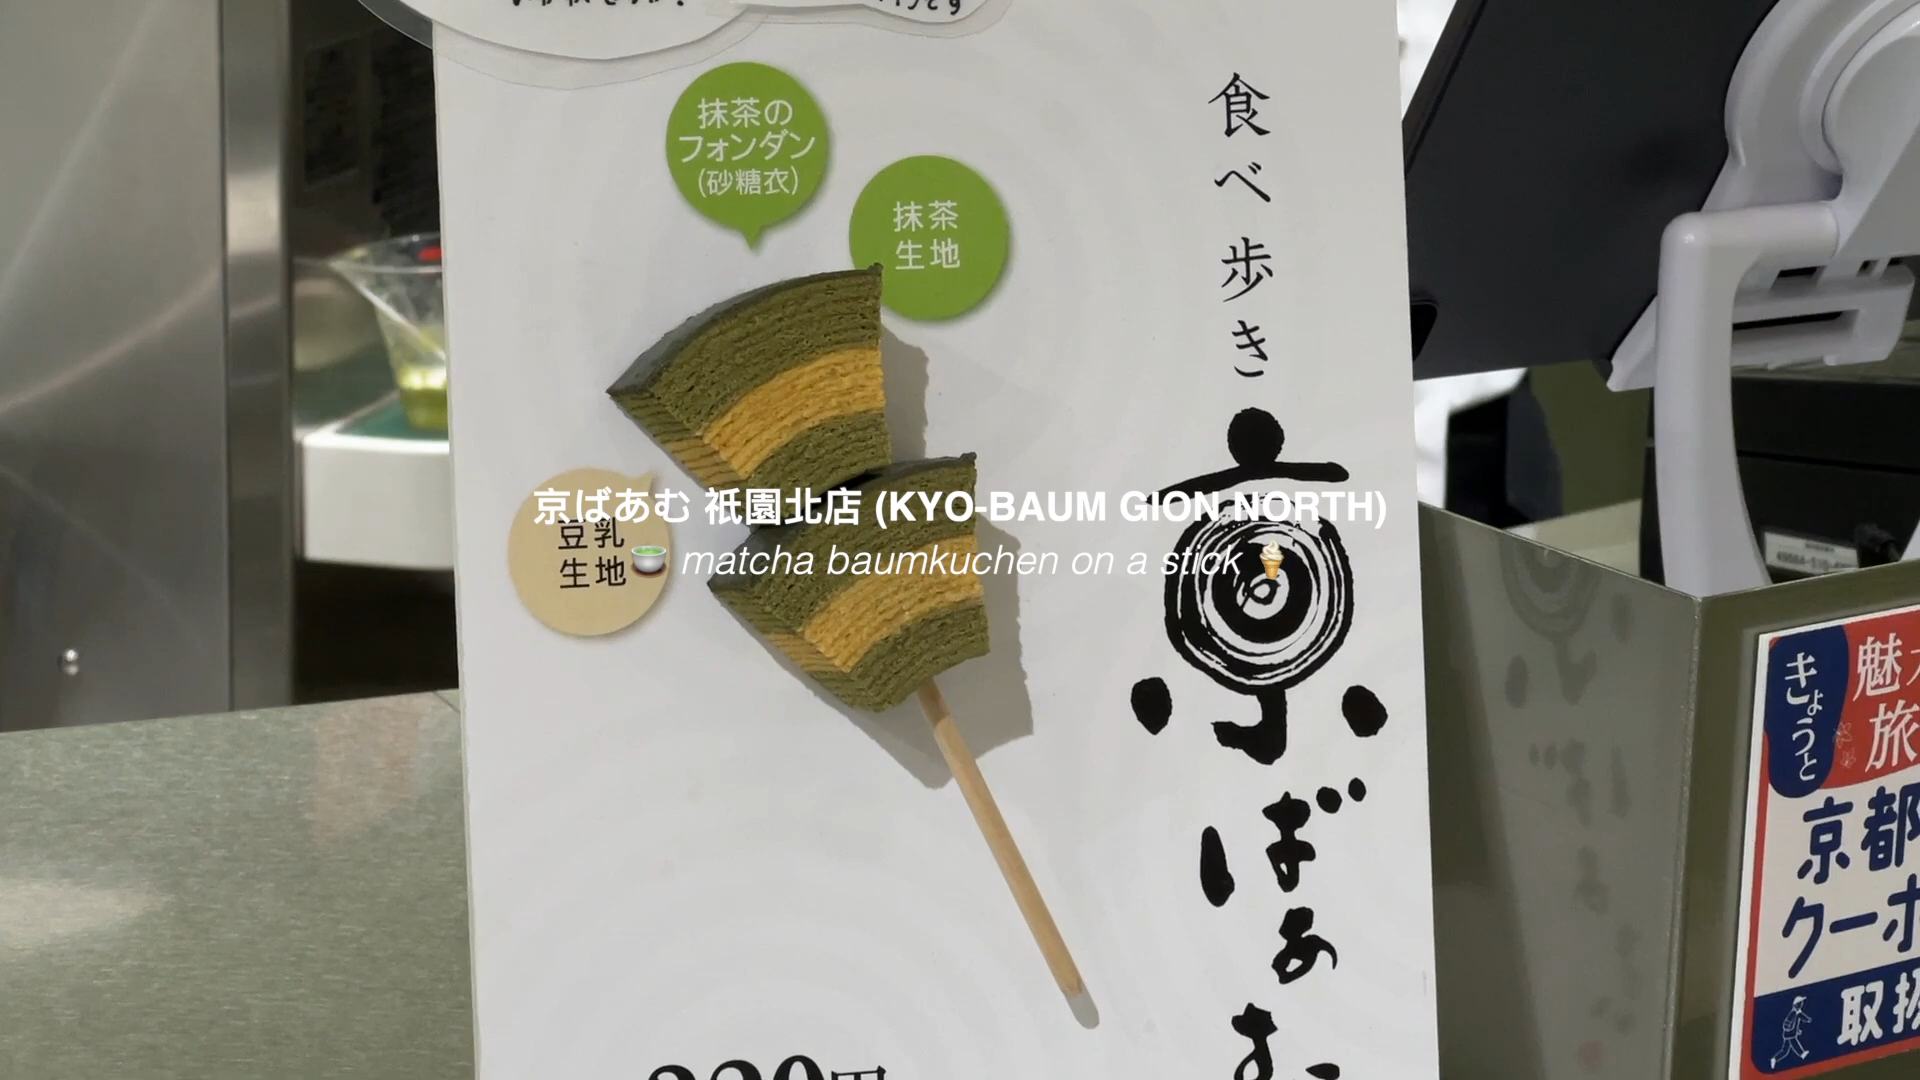 抹茶の
フォンダン
(砂糖衣)
抹茶
生地
豆乳
生地
食べ歩き
京ばあむ
京ばあむ 祇園北店 (KYO-BAUM GION NORTH)
🍵 matcha baumkuchen on a stick 🍦
きょうと
魅
旅
京都
クーポ
取扱